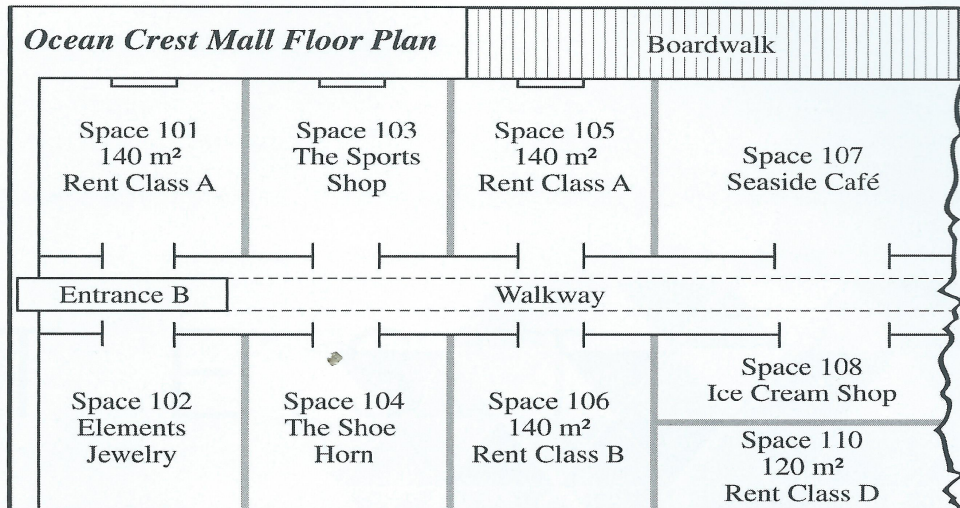 Ocean Crest Mall Floor Plan
Boardwalk
Space 101
140 m²
Rent Class A
Space 103
The Sports
Shop
Space 105
140 m²
Rent Class A
Space 107
Seaside Café
Entrance B
Walkway
Space 102
Elements
Jewelry
Space 104
The Shoe
Horn
Space 106
140 m²
Rent Class B
Space 108
Ice Cream Shop
Space 110
120 m²
Rent Class D